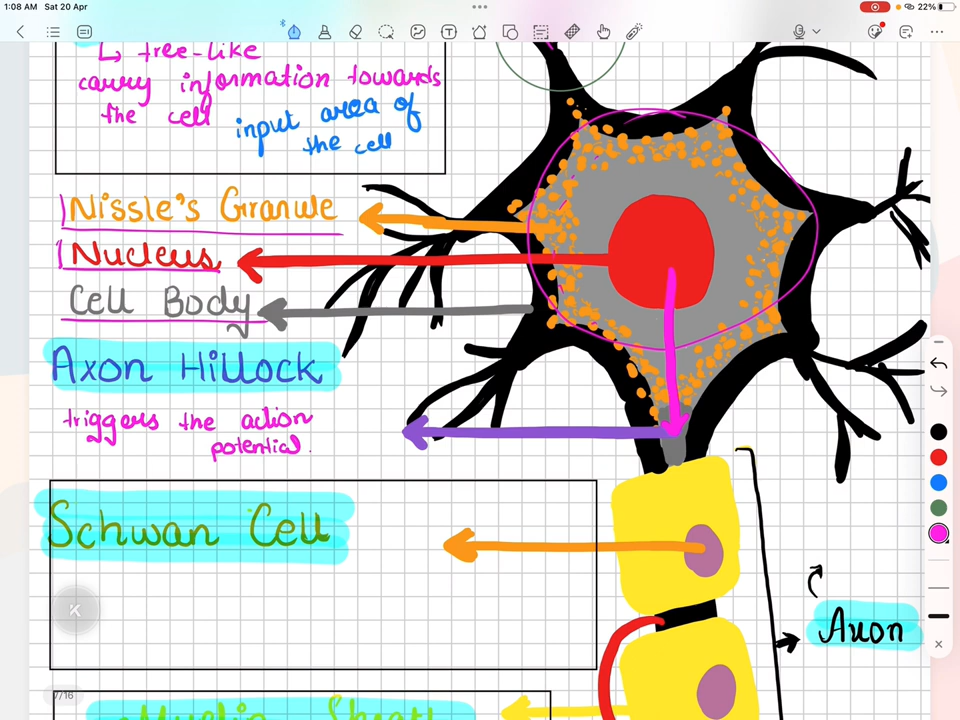 1:08 AM Sat 20 Apr
22%
↳ tree-like
carry information towards
the cell
input area of
the cell
Nissle's Granule
Nucleus
Cell Body
Axon Hillock
triggers the action
potential.
Schwan Cell
Axon
7/16